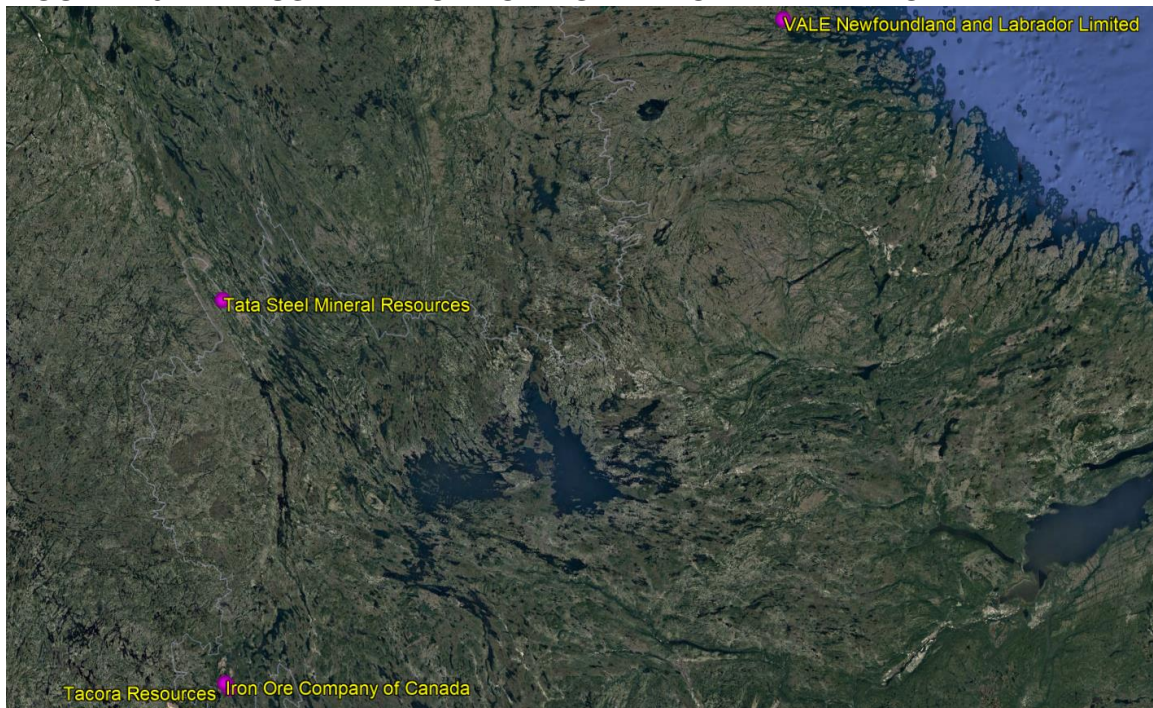 VALE Newfoundland and Labrador Limited
Tata Steel Mineral Resources
Iron Ore Company of Canada
Tacora Resources